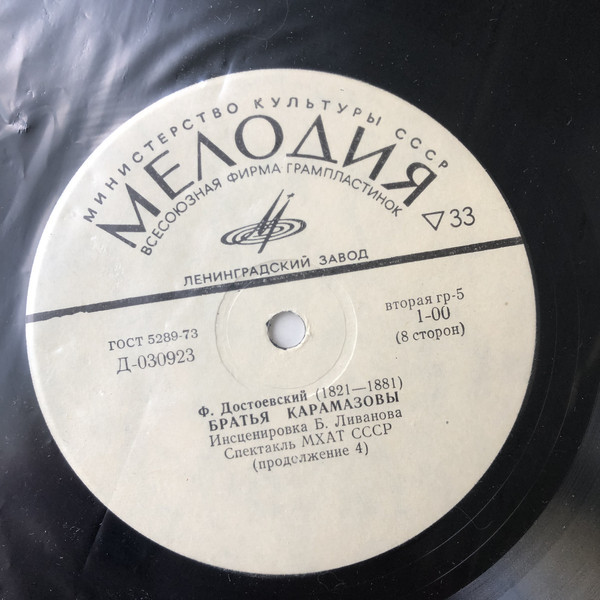 МИНИСТЕРСТВО КУЛЬТУРЫ СССР
МЕЛОДИЯ
ВСЕСОЮЗНАЯ ФИРМА ГРАМПЛАСТИНОК
▽33
ЛЕНИНГРАДСКИЙ ЗАВОД
ГОСТ 5289-73
Д-030923
вторая гр-5
1-00
(8 сторон)
Ф. Достоевский (1821—1881)
БРАТЬЯ КАРАМАЗОВЫ
Инсценировка Б. Ливанова
Спектакль МХАТ СССР
(продолжение 4)